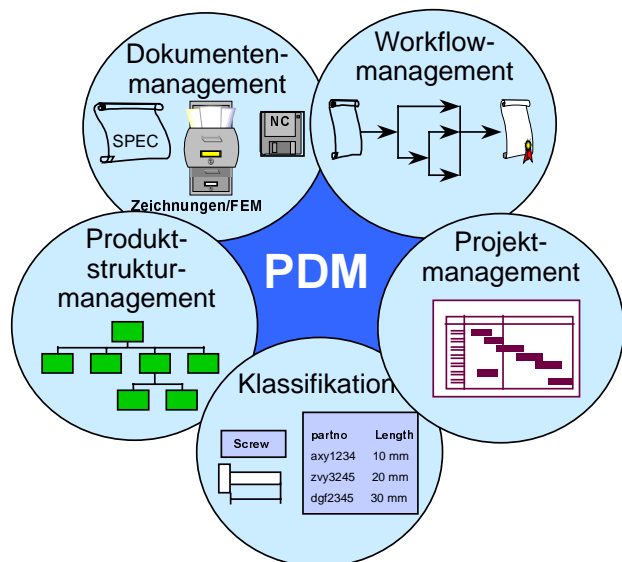 Dokumenten-
management
SPEC
NC
Zeichnungen/FEM
Workflow-
management
Produkt-
struktur-
management
PDM
Projekt-
management
Klassifikation
Screw
partno Length
axy1234 10 mm
zvy3245 20 mm
dgf2345 30 mm